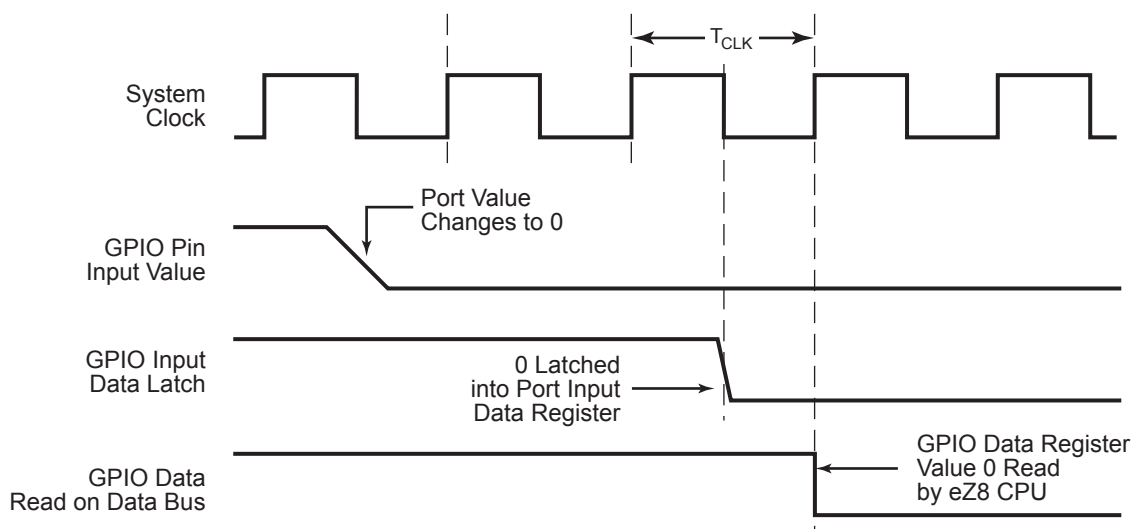 TCLK
System
Clock
Port Value
Changes to 0
GPIO Pin
Input Value
GPIO Input
Data Latch
0 Latched
into Port Input
Data Register
GPIO Data
Read on Data Bus
GPIO Data Register
Value 0 Read
by eZ8 CPU